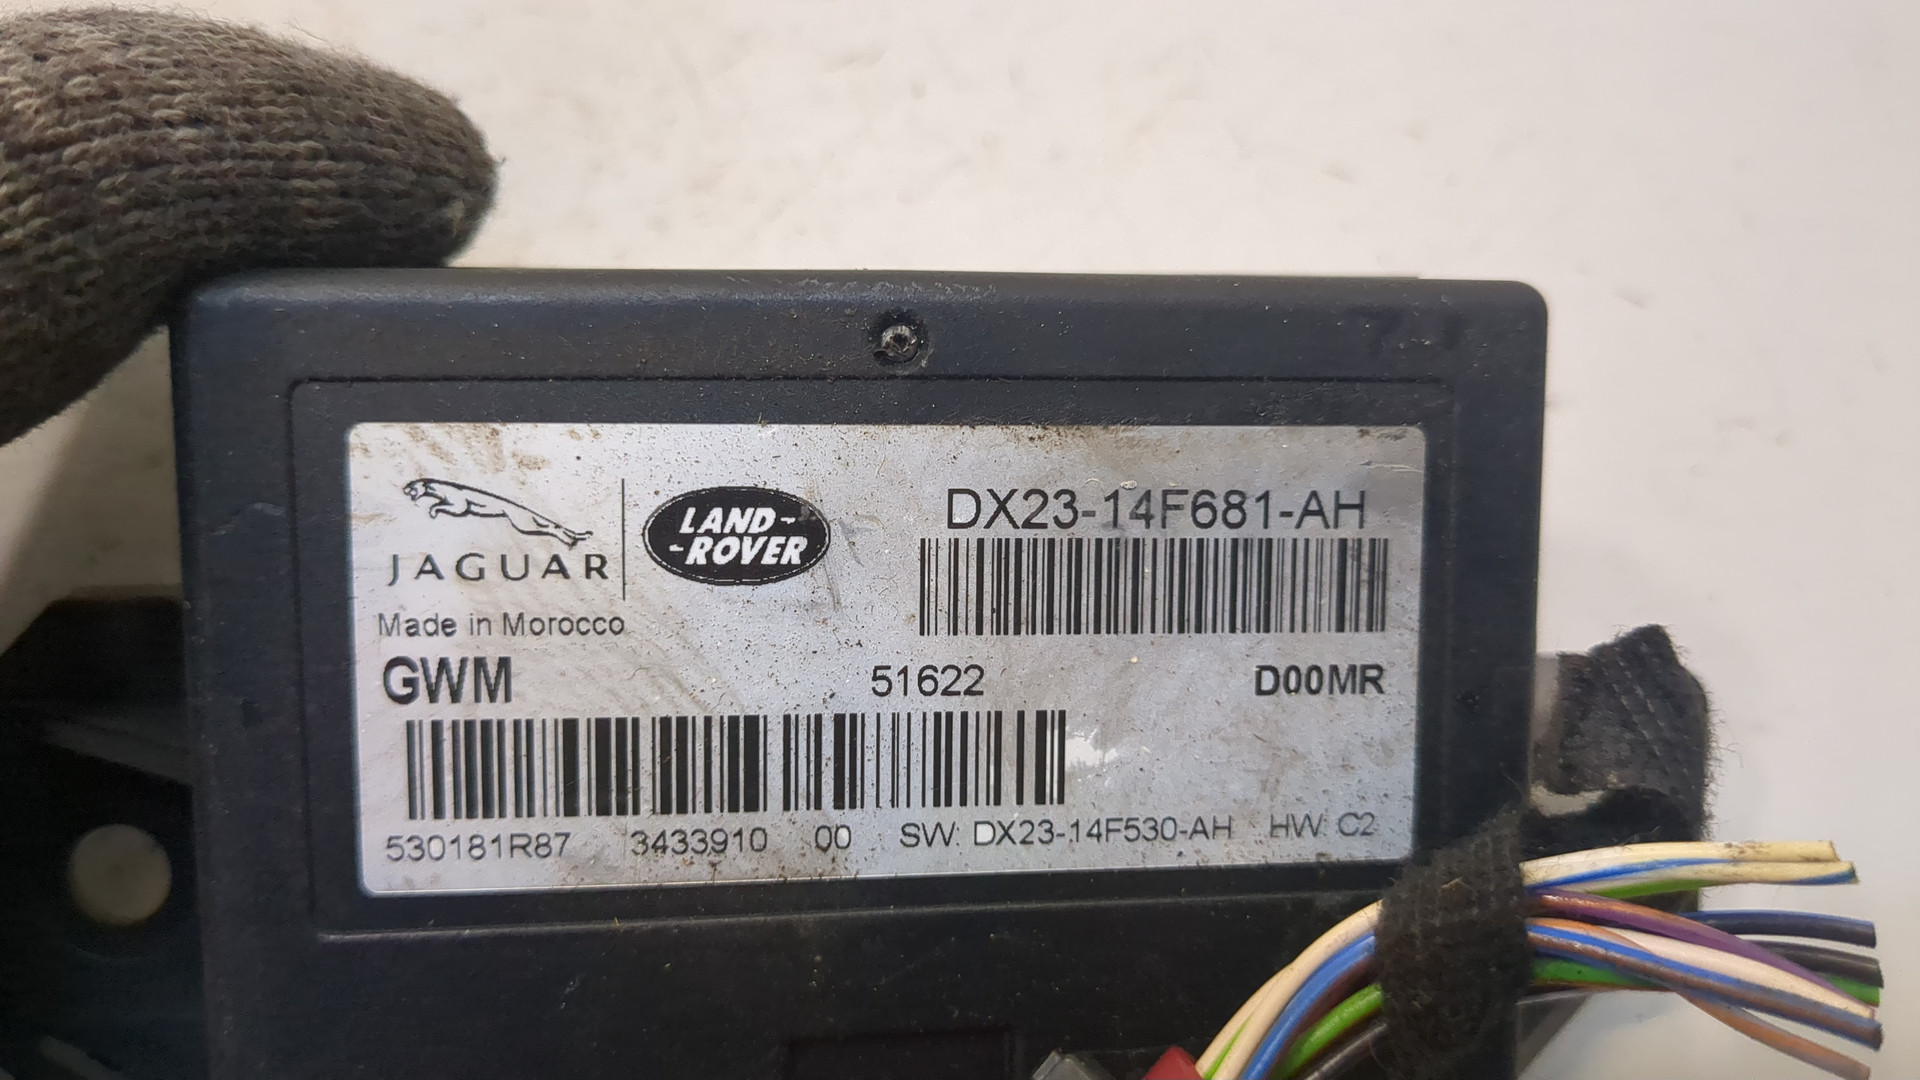 JAGUAR
LAND-
-ROVER
DX23-14F681-AH
Made in Morocco
GWM 51622 D00MR
530181R87 3433910 00 SW: DX23-14F530-AH HW: C2